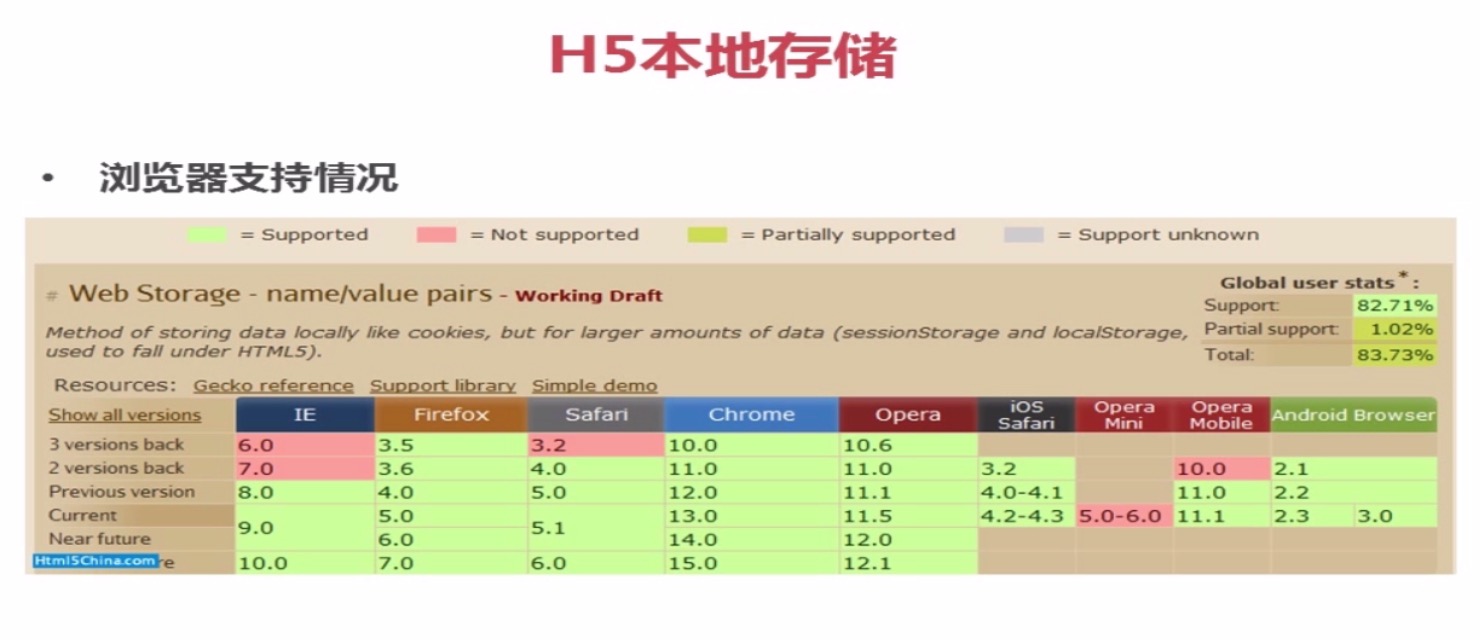 H5本地存储
• 浏览器支持情况
= Supported = Not supported = Partially supported = Support unknown
# Web Storage - name/value pairs - Working Draft
Method of storing data locally like cookies, but for larger amounts of data (sessionStorage and localStorage,
used to fall under HTML5).
Global user stats*:
Support: 82.71%
Partial support: 1.02%
Total: 83.73%
Resources: Gecko reference Support library Simple demo
Show all versions IE Firefox Safari Chrome Opera iOS Safari Opera Mini Opera Mobile Android Browser
3 versions back 6.0 3.5 3.2 10.0 10.6
2 versions back 7.0 3.6 4.0 11.0 11.0 3.2 10.0 2.1
Previous version 8.0 4.0 5.0 12.0 11.1 4.0-4.1 11.0 2.2
Current 9.0 5.0 5.1 13.0 11.5 4.2-4.3 5.0-6.0 11.1 2.3 3.0
Near future 6.0 14.0 12.0
Html5China.com re 10.0 7.0 6.0 15.0 12.1